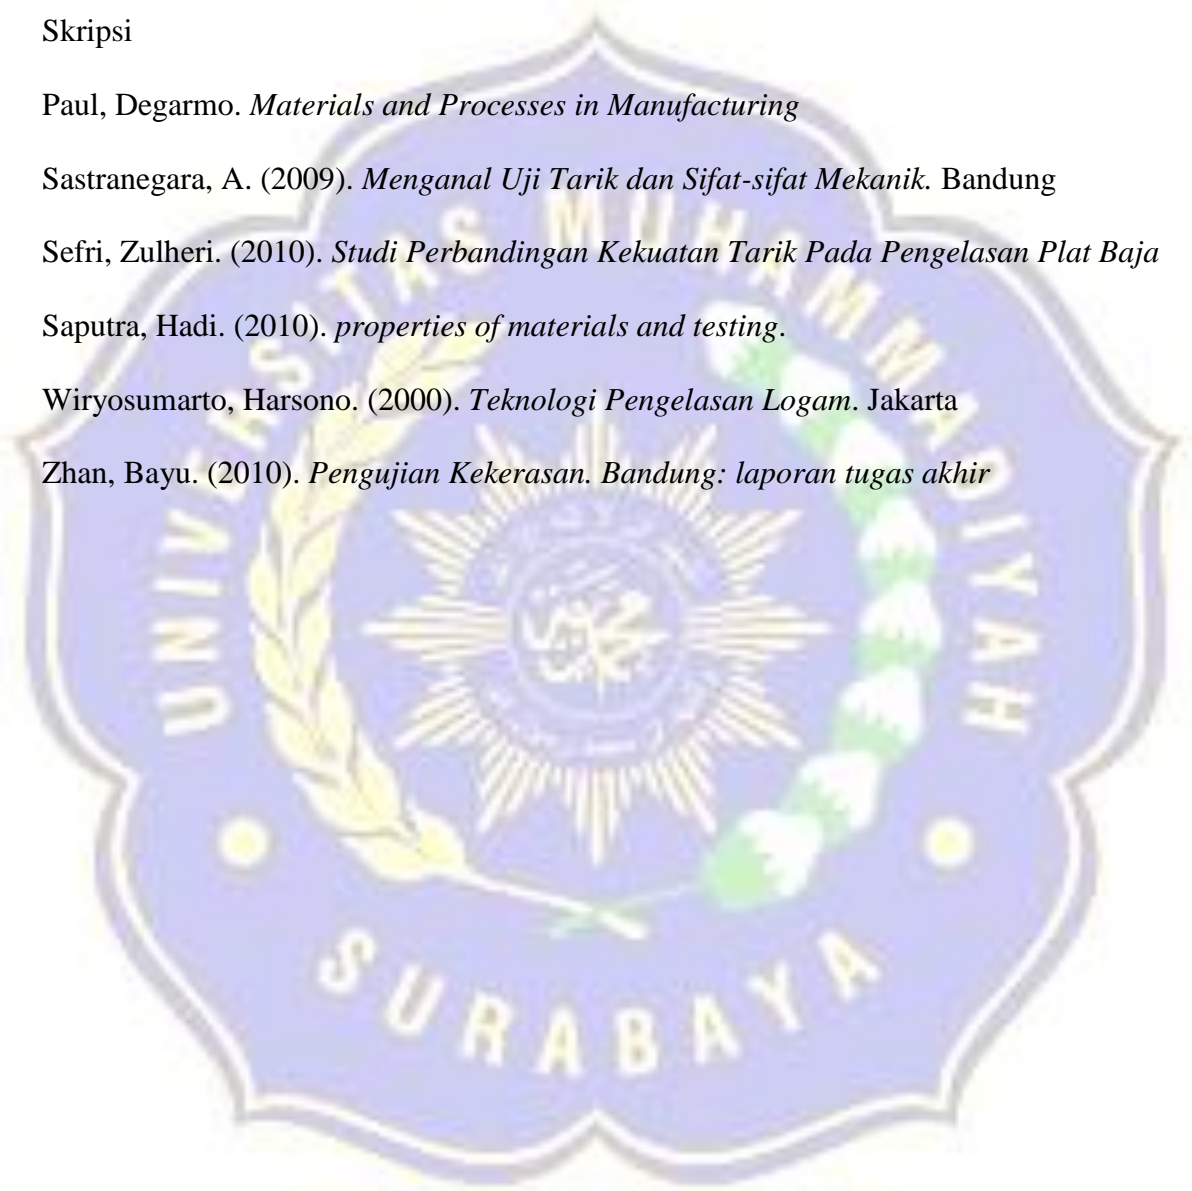 Skripsi
Paul, Degarmo. Materials and Processes in Manufacturing
Sastranegara, A. (2009). Menganal Uji Tarik dan Sifat-sifat Mekanik. Bandung
Sefri, Zulheri. (2010). Studi Perbandingan Kekuatan Tarik Pada Pengelasan Plat Baja
Saputra, Hadi. (2010). properties of materials and testing.
Wiryosumarto, Harsono. (2000). Teknologi Pengelasan Logam. Jakarta
Zhan, Bayu. (2010). Pengujian Kekerasan. Bandung: laporan tugas akhir
UNIVERSITAS MUHAMMADIYAH
SURABAYA